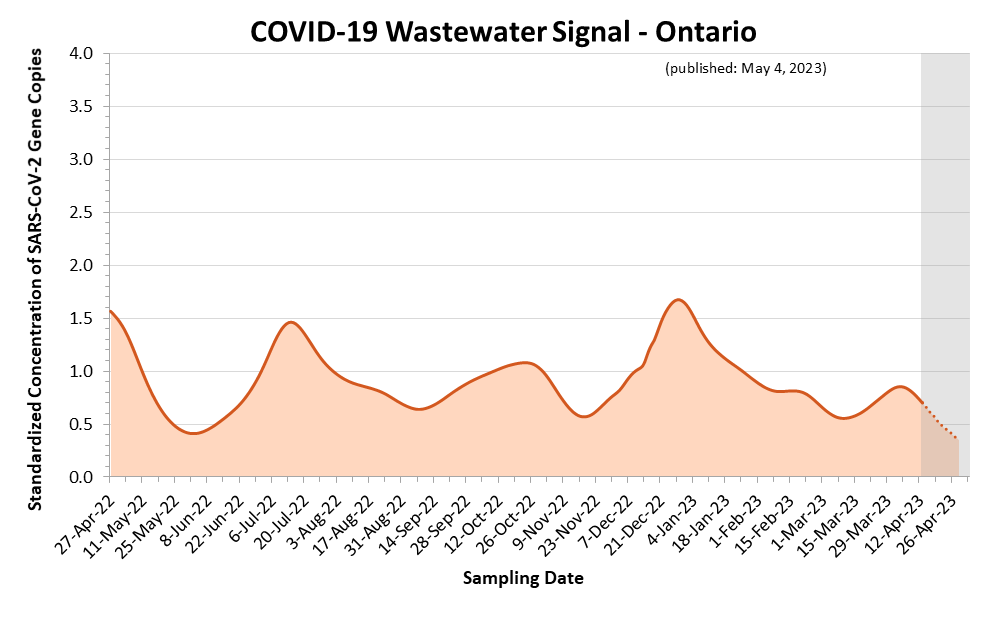 COVID-19 Wastewater Signal - Ontario
(published: May 4, 2023)
Standardized Concentration of SARS-CoV-2 Gene Copies
4.0
3.5
3.0
2.5
2.0
1.5
1.0
0.5
0.0
27-Apr-22
11-May-22
25-May-22
8-Jun-22
22-Jun-22
6-Jul-22
20-Jul-22
3-Aug-22
17-Aug-22
31-Aug-22
14-Sep-22
28-Sep-22
12-Oct-22
26-Oct-22
9-Nov-22
23-Nov-22
7-Dec-22
21-Dec-22
4-Jan-23
18-Jan-23
1-Feb-23
15-Feb-23
1-Mar-23
15-Mar-23
29-Mar-23
12-Apr-23
26-Apr-23
Sampling Date